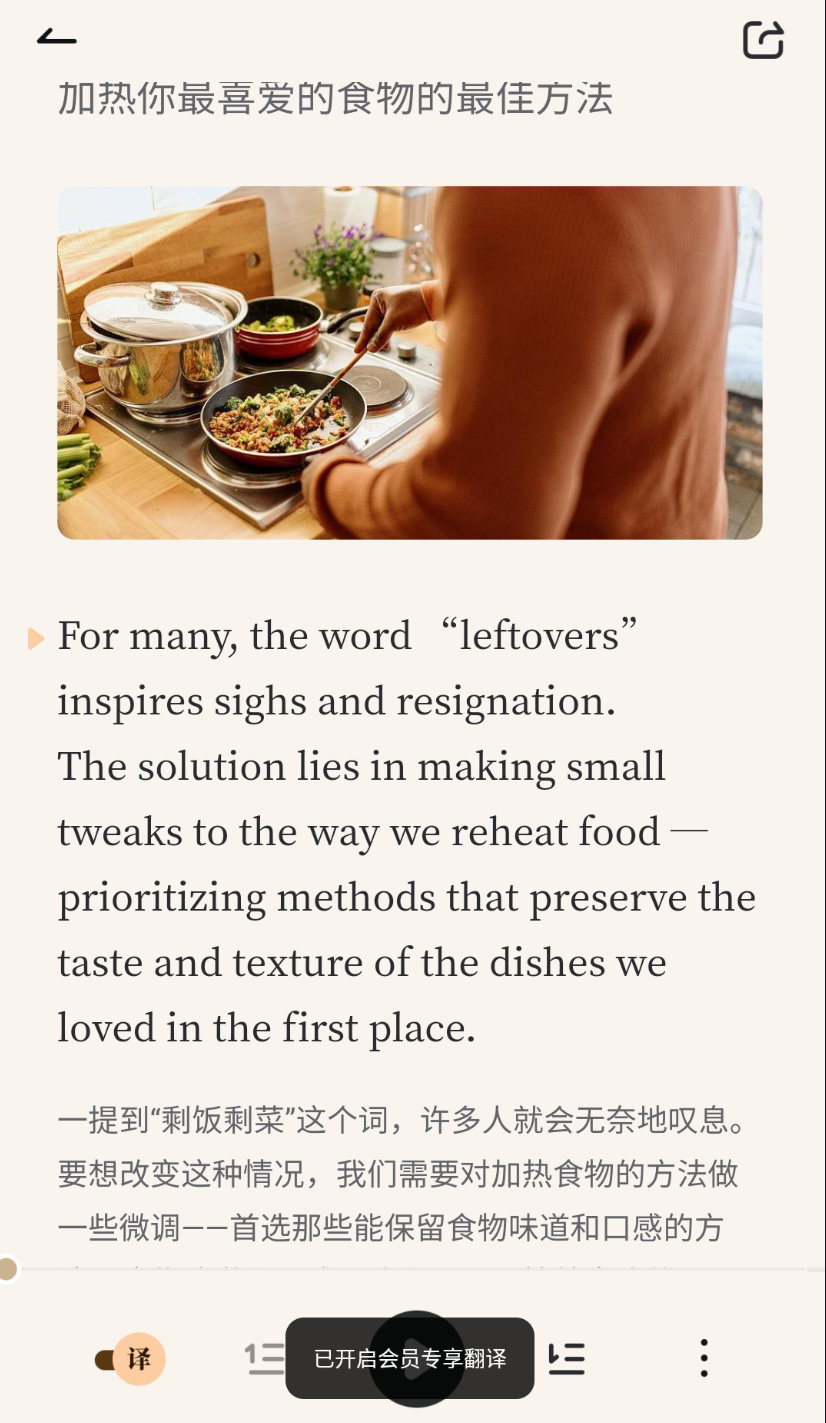 加热你最喜爱的食物的最佳方法
For many, the word “leftovers”
inspires sighs and resignation.
The solution lies in making small
tweaks to the way we reheat food —
prioritizing methods that preserve the
taste and texture of the dishes we
loved in the first place.
一提到“剩饭剩菜”这个词，许多人就会无奈地叹息。
要想改变这种情况，我们需要对加热食物的方法做
一些微调——首选那些能保留食物味道和口感的方
译
1
已开启会员专享翻译